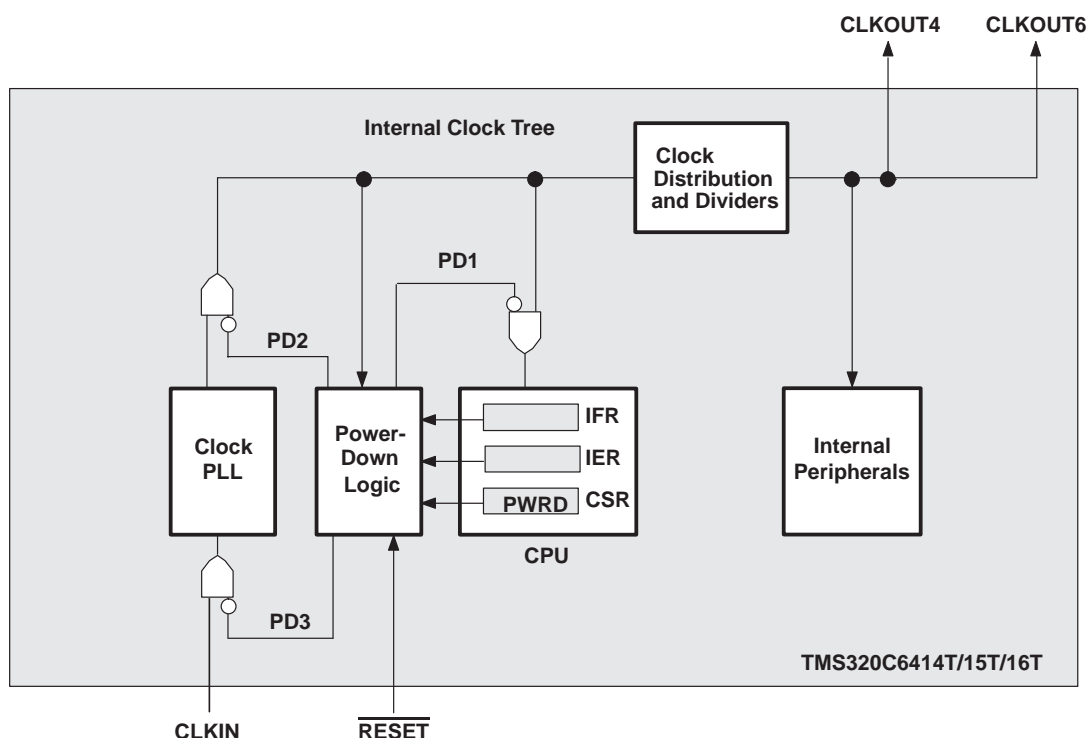 CLKOUT4
CLKOUT6
Internal Clock Tree
Clock
Distribution
and Dividers
PD1
PD2
Clock
PLL
Power-
Down
Logic
IFR
IER
PWRD
CSR
CPU
Internal
Peripherals
PD3
TMS320C6414T/15T/16T
CLKIN
RESET